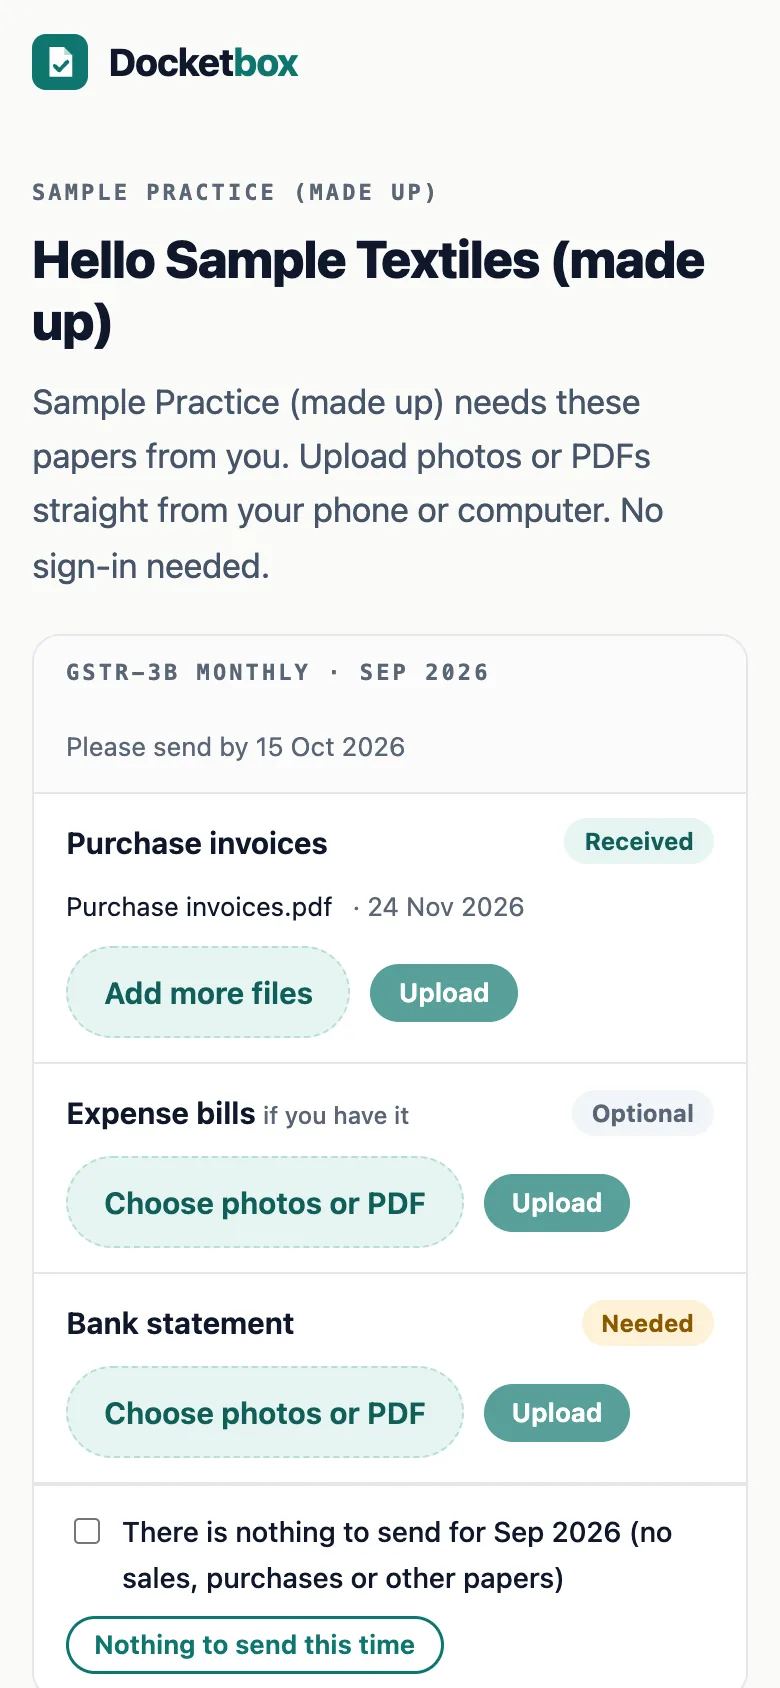 Docketbox
SAMPLE PRACTICE (MADE UP)
Hello Sample Textiles (made
up)
Sample Practice (made up) needs these
papers from you. Upload photos or PDFs
straight from your phone or computer. No
sign-in needed.
GSTR-3B MONTHLY · SEP 2026
Please send by 15 Oct 2026
Purchase invoices Received
Purchase invoices.pdf · 24 Nov 2026
Add more files Upload
Expense bills if you have it Optional
Choose photos or PDF Upload
Bank statement Needed
Choose photos or PDF Upload
There is nothing to send for Sep 2026 (no
sales, purchases or other papers)
Nothing to send this time